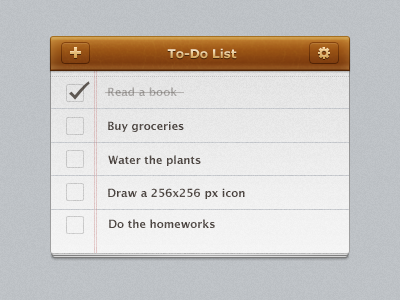 To-Do List
Read a book
Buy groceries
Water the plants
Draw a 256x256 px icon
Do the homeworks